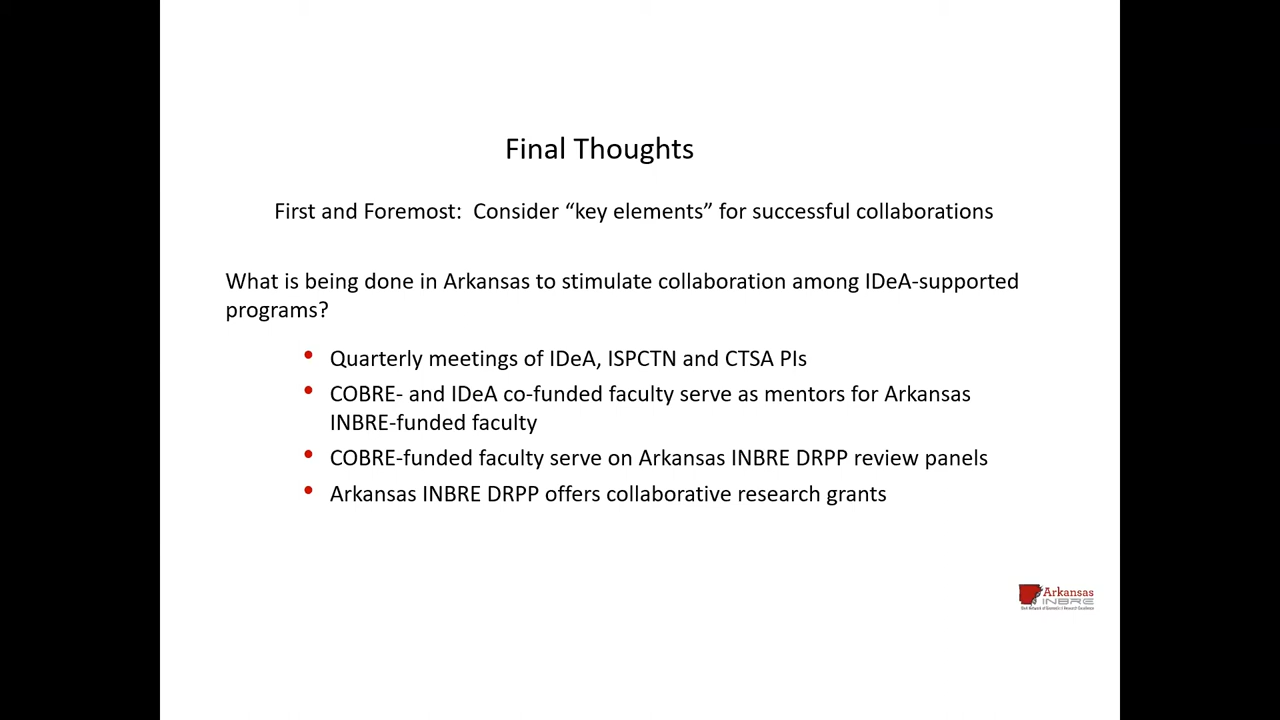 Final Thoughts
First and Foremost:  Consider “key elements” for successful collaborations
What is being done in Arkansas to stimulate collaboration among IDeA-supported
programs?
• Quarterly meetings of IDeA, ISPCTN and CTSA PIs
• COBRE- and IDeA co-funded faculty serve as mentors for Arkansas
INBRE-funded faculty
• COBRE-funded faculty serve on Arkansas INBRE DRPP review panels
• Arkansas INBRE DRPP offers collaborative research grants
Arkansas
INBRE